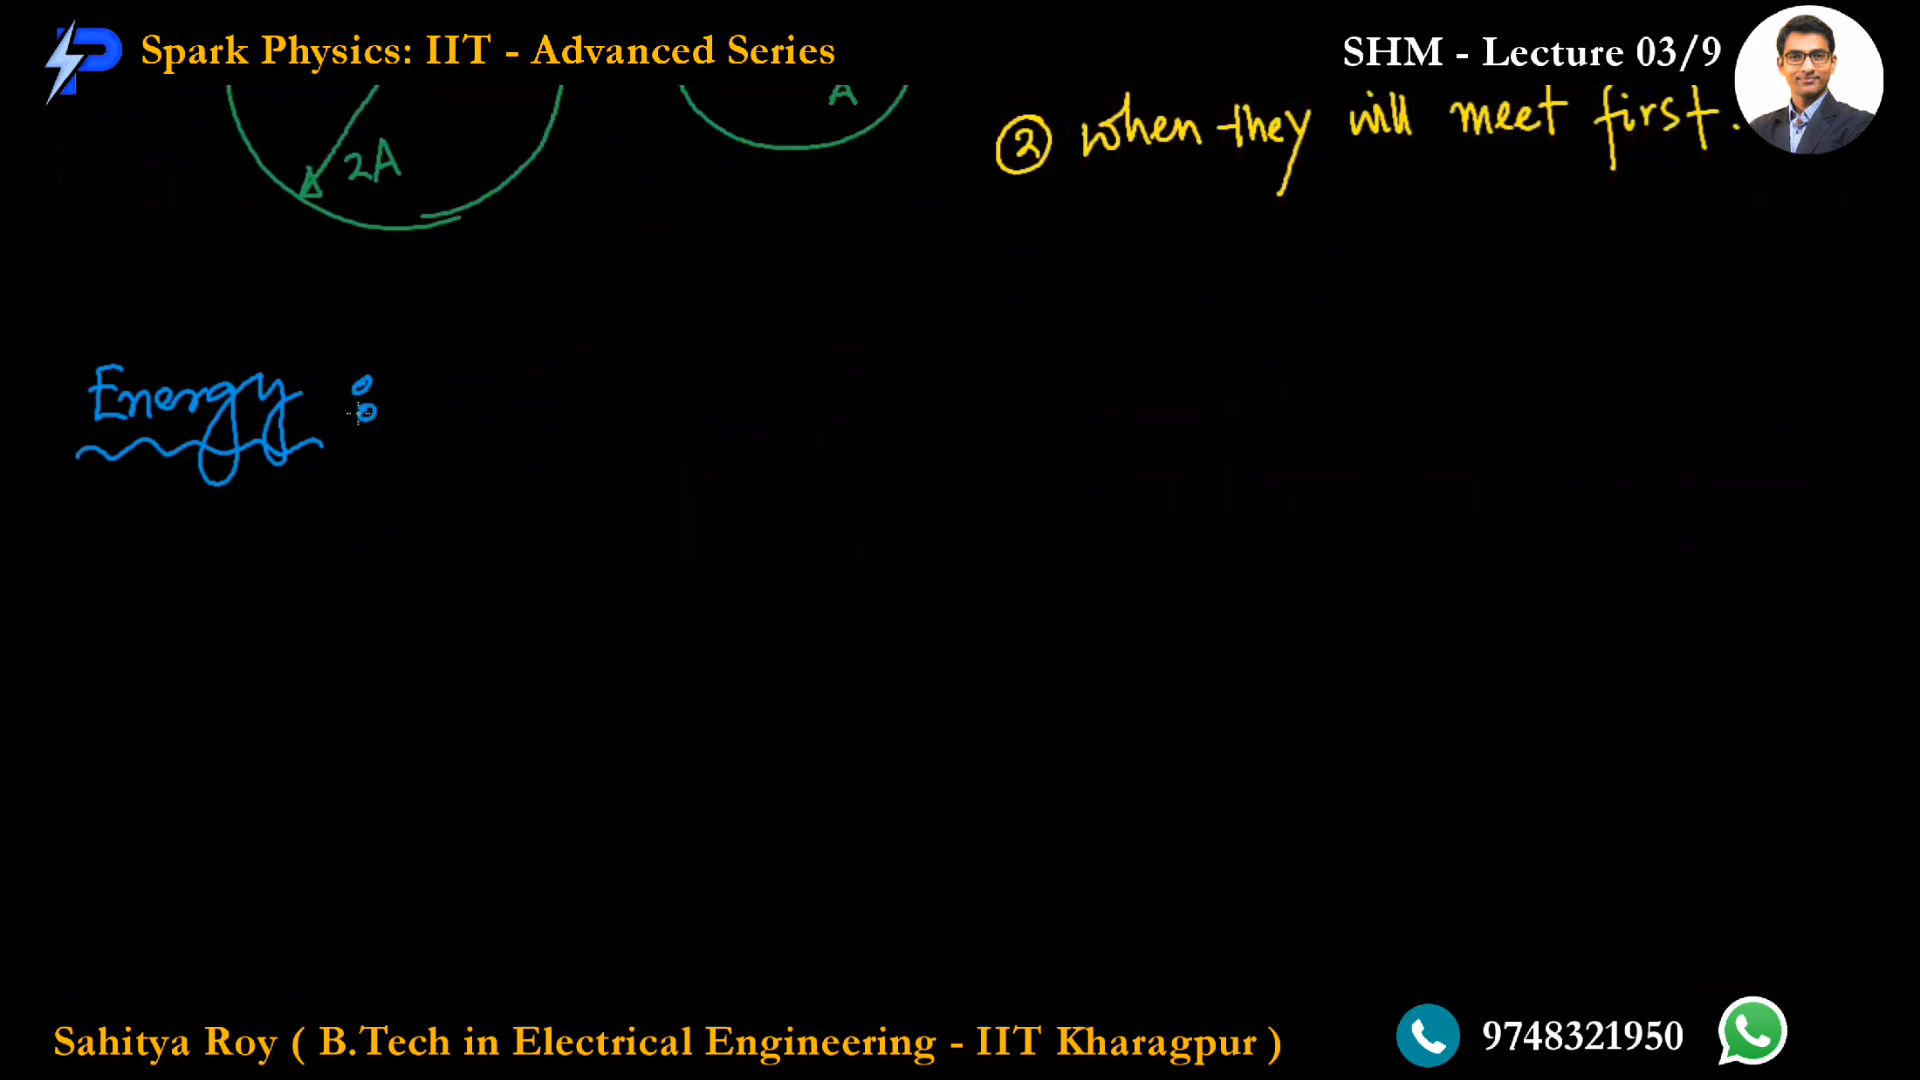 Spark Physics: IIT - Advanced Series
SHM - Lecture 03/9
2A
A
② when they will meet first.
Energy :
Sahitya Roy ( B.Tech in Electrical Engineering - IIT Kharagpur )
9748321950